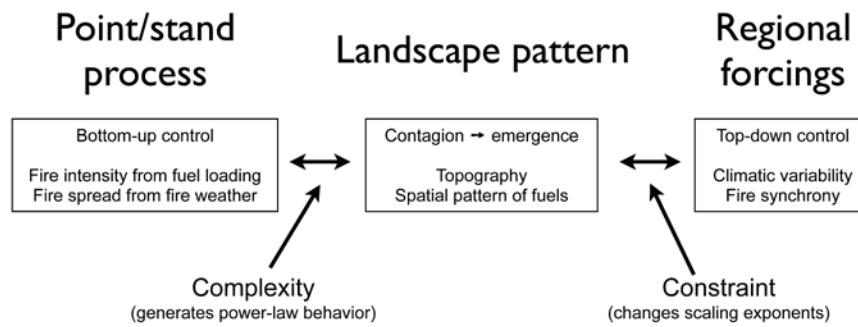 Point/stand
process
Landscape pattern
Regional
forcings
Bottom-up control
Fire intensity from fuel loading
Fire spread from fire weather
Contagion → emergence
Topography
Spatial pattern of fuels
Top-down control
Climatic variability
Fire synchrony
Complexity
(generates power-law behavior)
Constraint
(changes scaling exponents)